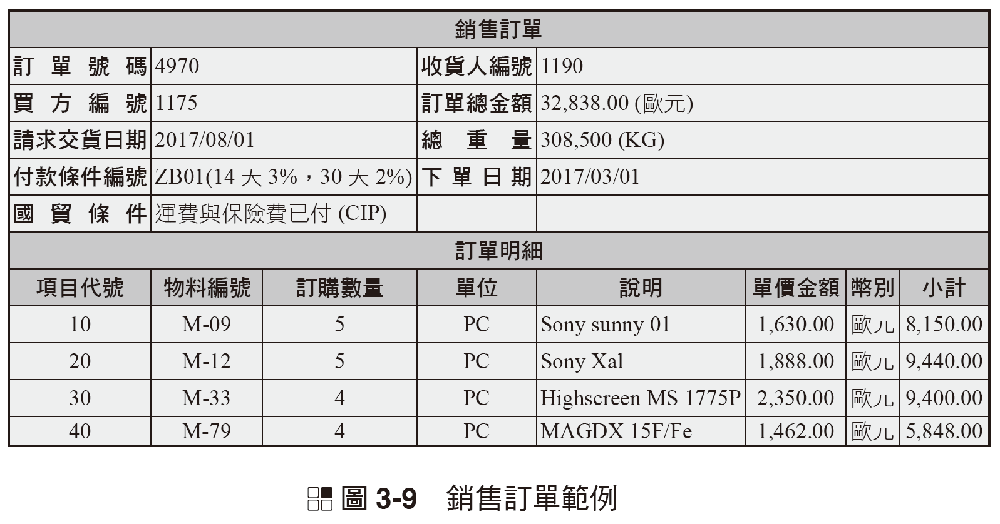 銷售訂單
訂單號碼 4970 收貨人編號 1190
買方編號 1175 訂單總金額 32,838.00 (歐元)
請求交貨日期 2017/08/01 總重量 308,500 (KG)
付款條件編號 ZB01(14 天 3%，30 天 2%) 下單日期 2017/03/01
國貿條件 運費與保險費已付 (CIP)
訂單明細
項目代號 物料編號 訂購數量 單位 說明 單價金額 幣別 小計
10 M-09 5 PC Sony sunny 01 1,630.00 歐元 8,150.00
20 M-12 5 PC Sony Xal 1,888.00 歐元 9,440.00
30 M-33 4 PC Highscreen MS 1775P 2,350.00 歐元 9,400.00
40 M-79 4 PC MAGDX 15F/Fe 1,462.00 歐元 5,848.00
圖 3-9 銷售訂單範例